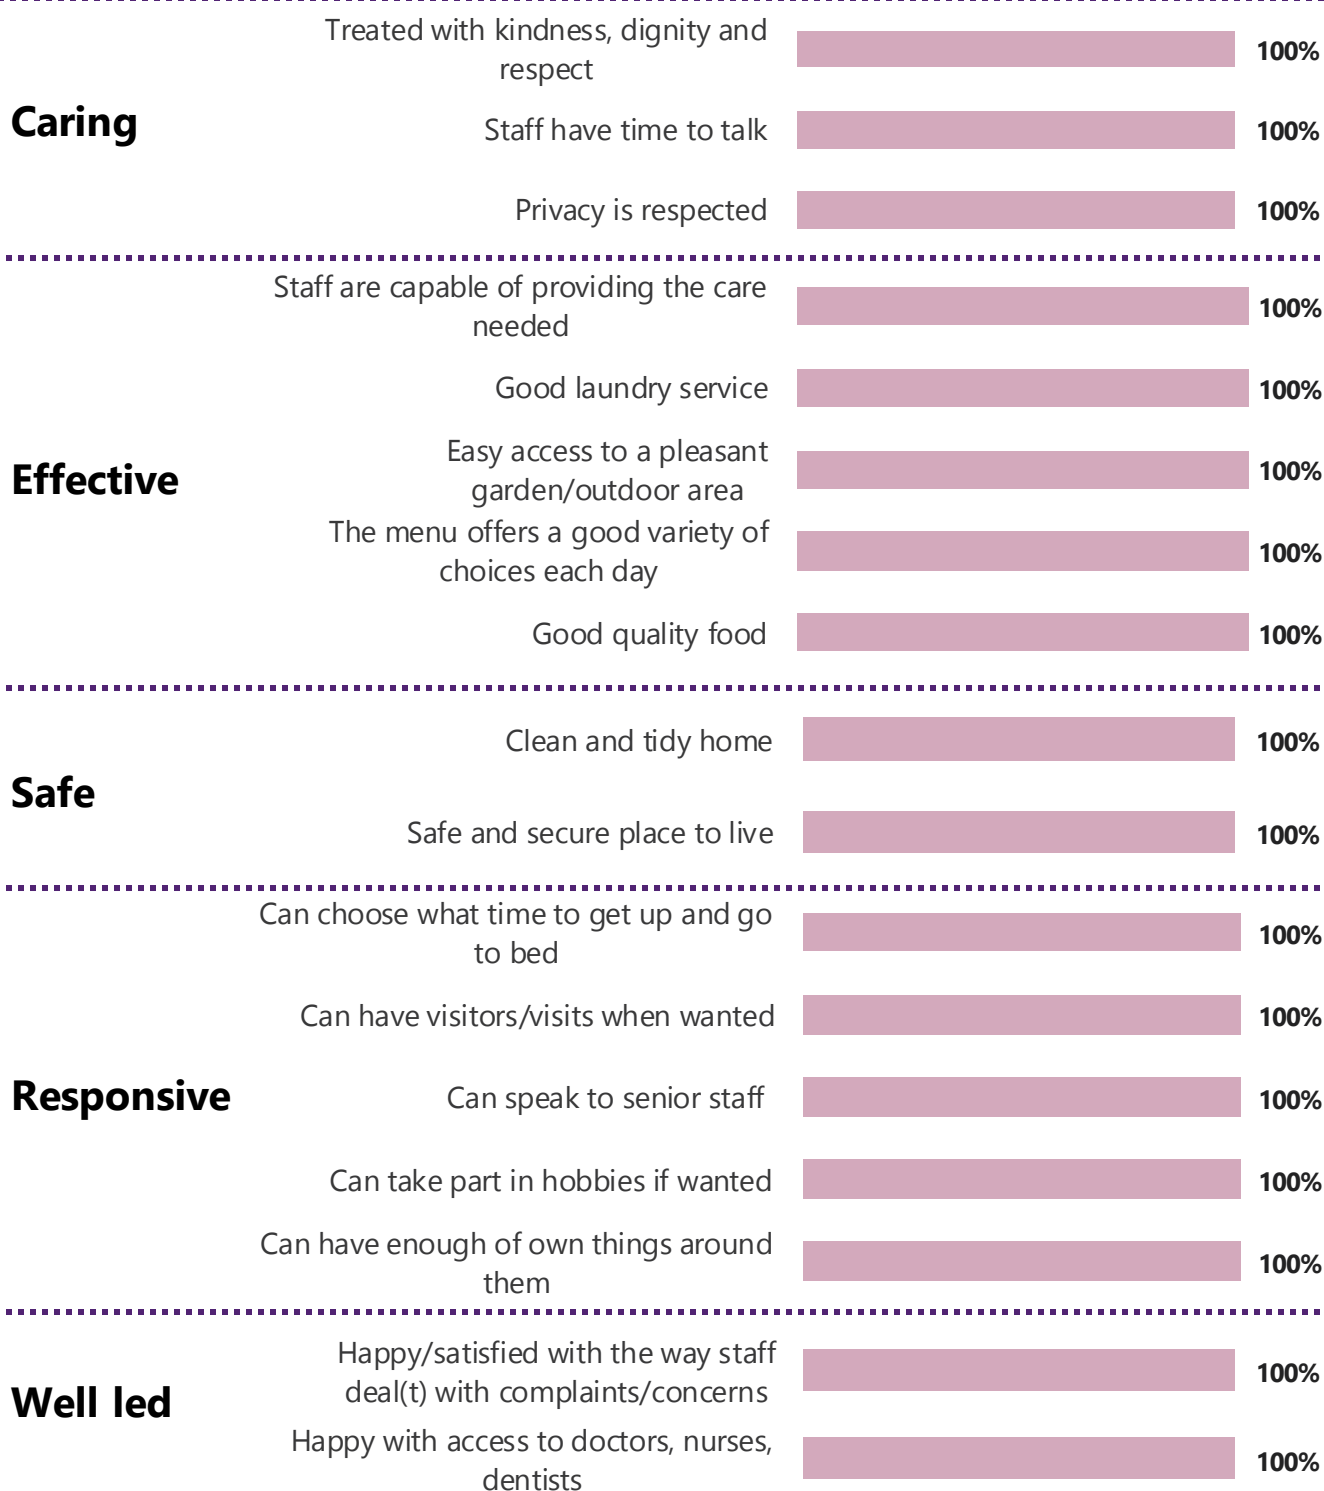 Treated with kindness, dignity and
respect
100%
Caring
Staff have time to talk
100%
Privacy is respected
100%
Staff are capable of providing the care
needed
100%
Good laundry service
100%
Effective
Easy access to a pleasant
garden/outdoor area
100%
The menu offers a good variety of
choices each day
100%
Good quality food
100%
Safe
Clean and tidy home
100%
Safe and secure place to live
100%
Can choose what time to get up and go
to bed
100%
Can have visitors/visits when wanted
100%
Responsive
Can speak to senior staff
100%
Can take part in hobbies if wanted
100%
Can have enough of own things around
them
100%
Well led
Happy/satisfied with the way staff
deal(t) with complaints/concerns
100%
Happy with access to doctors, nurses,
dentists
100%